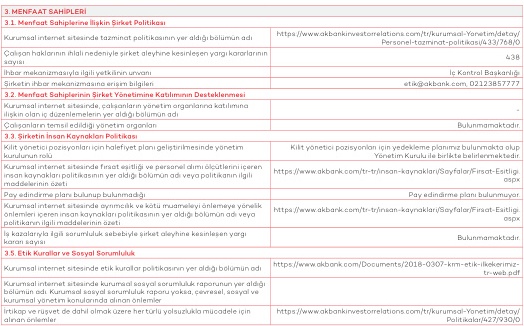 3. MENFAAT SAHİPLERİ
3.1. Menfaat Sahiplerine İlişkin Şirket Politikası
Kurumsal internet sitesinde tazminat politikasının yer aldığı bölümün adı
https://www.akbankinvestorrelations.com/tr/kurumsal-Yonetim/detay/
Personel-tazminat-politikasi/433/768/0
Çalışan haklarının ihlali nedeniyle şirket aleyhine kesinleşen yargı kararlarının
sayısı
438
İhbar mekanizmasıyla ilgili yetkilinin unvanı
İç Kontrol Başkanlığı
Şirketin ihbar mekanizmasına erişim bilgileri
etik@akbank.com, 02123857777
3.2. Menfaat Sahiplerinin Şirket Yönetimine Katılımının Desteklenmesi
Kurumsal internet sitesinde, çalışanların yönetim organlarına katılımına
ilişkin olan iç düzenlemelerin yer aldığı bölümün adı
-
Çalışanların temsil edildiği yönetim organları
Bulunmamaktadır.
3.3. Şirketin İnsan Kaynakları Politikası
Kilit yönetici pozisyonları için halefiyet planı geliştirilmesinde yönetim
kurulunun rolü
Kilit yönetici pozisyonları için yedekleme planımız bulunmakta olup
Yönetim Kurulu ile birlikte belirlenmektedir.
Kurumsal internet sitesinde fırsat eşitliği ve personel alımı ölçütlerini içeren
insan kaynakları politikasının yer aldığı bölümün adı veya politikanın ilgili
maddelerinin özeti
https://www.akbank.com/tr-tr/insan-kaynaklari/Sayfalar/Firsat-Esitligi.
aspx
Pay edindirme planı bulunup bulunmadığı
Pay edindirme planı bulunmuyor.
Kurumsal internet sitesinde ayrımcılık ve kötü muameleyi önlemeye yönelik
önlemleri içeren insan kaynakları politikasının yer aldığı bölümün adı veya
politikanın ilgili maddelerinin özeti
https://www.akbank.com/tr-tr/insan-kaynaklari/Sayfalar/Firsat-Esitligi.
aspx
İş kazalarıyla ilgili sorumluluk sebebiyle şirket aleyhine kesinleşen yargı
kararı sayısı
Bulunmamaktadır.
3.5. Etik Kurallar ve Sosyal Sorumluluk
Kurumsal internet sitesinde etik kurallar politikasının yer aldığı bölümün adı
https://www.akbank.com/Documents/2018-0307-krm-etik-ilkekerimiz-
tr-web.pdf
Kurumsal internet sitesinde kurumsal sosyal sorumluluk raporunun yer aldığı
bölümün adı. Kurumsal sosyal sorumluluk raporu yoksa, çevresel, sosyal ve
kurumsal yönetim konularında alınan önlemler
İrtikap ve rüşvet de dahil olmak üzere her türlü yolsuzlukla mücadele için
alınan önlemler
https://www.akbankinvestorrelations.com/tr/kurumsal-Yonetim/detay/
Politikalar/427/930/0